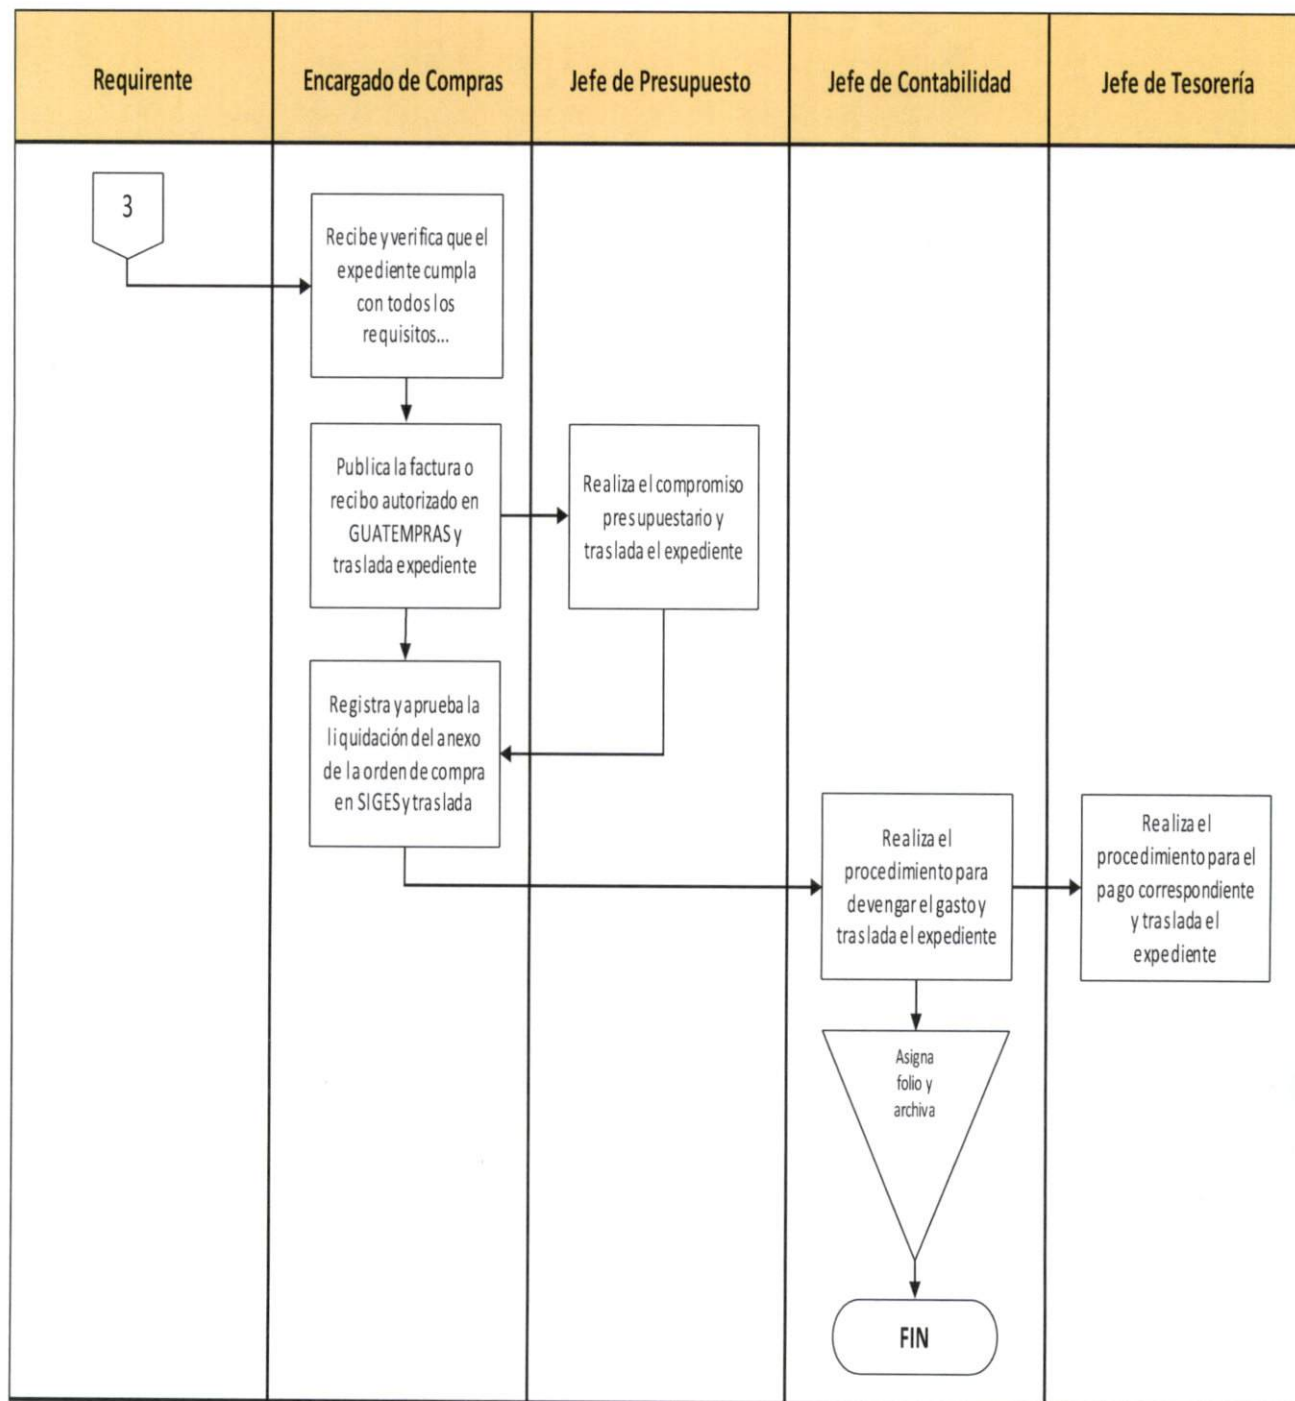 Requirente
Encargado de Compras
Jefe de Presupuesto
Jefe de Contabilidad
Jefe de Tesorería
3
Recibe y verifica que el
expediente cumpla
con todos los
requisitos...
Publica la factura o
recibo autorizado en
GUATEMPRAS y
traslada expediente
Realiza el compromiso
presupuestario y
traslada el expediente
Registra y aprueba la
liquidación del anexo
de la orden de compra
en SIGES y traslada
Realiza el
procedimiento para
devengar el gasto y
traslada el expediente
Realiza el
procedimiento para el
pago correspondiente
y traslada el
expediente
Asigna
folio y
archiva
FIN